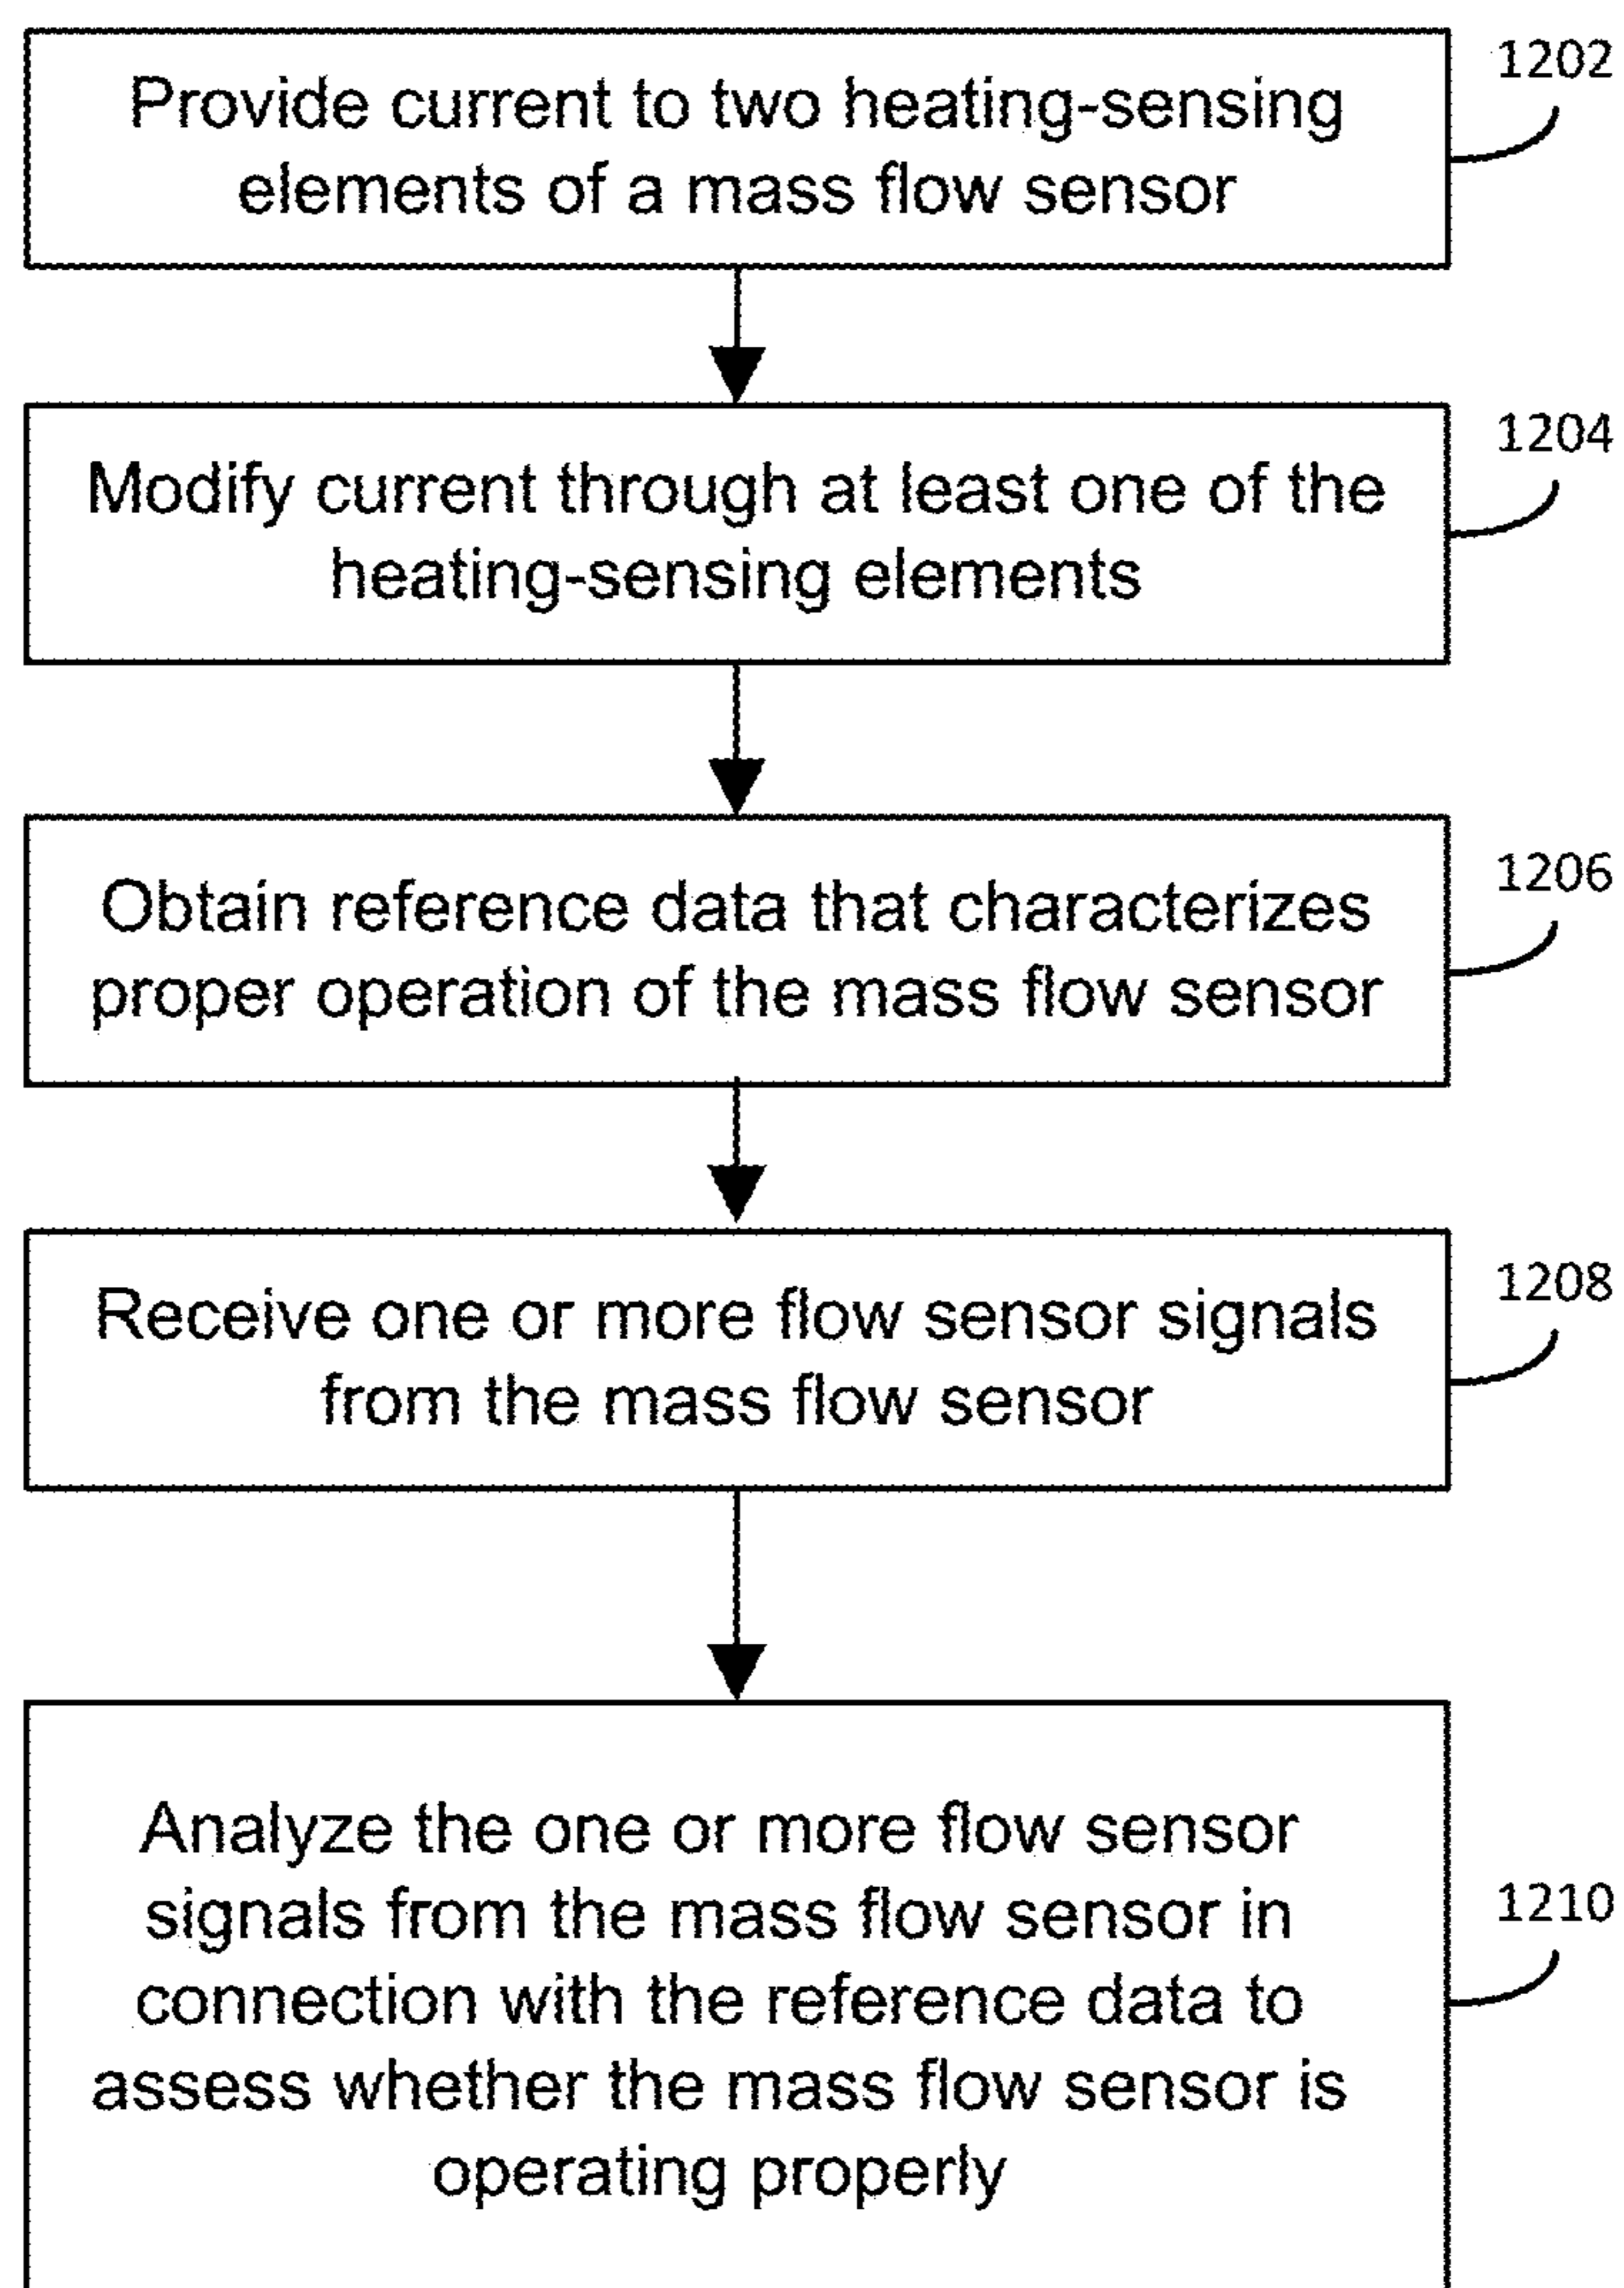 1202
Provide current to two heating-sensing
elements of a mass flow sensor
1204
Modify current through at least one of the
heating-sensing elements
1206
Obtain reference data that characterizes
proper operation of the mass flow sensor
1208
Receive one or more flow sensor signals
from the mass flow sensor
1210
Analyze the one or more flow sensor
signals from the mass flow sensor in
connection with the reference data to
assess whether the mass flow sensor is
operating properly